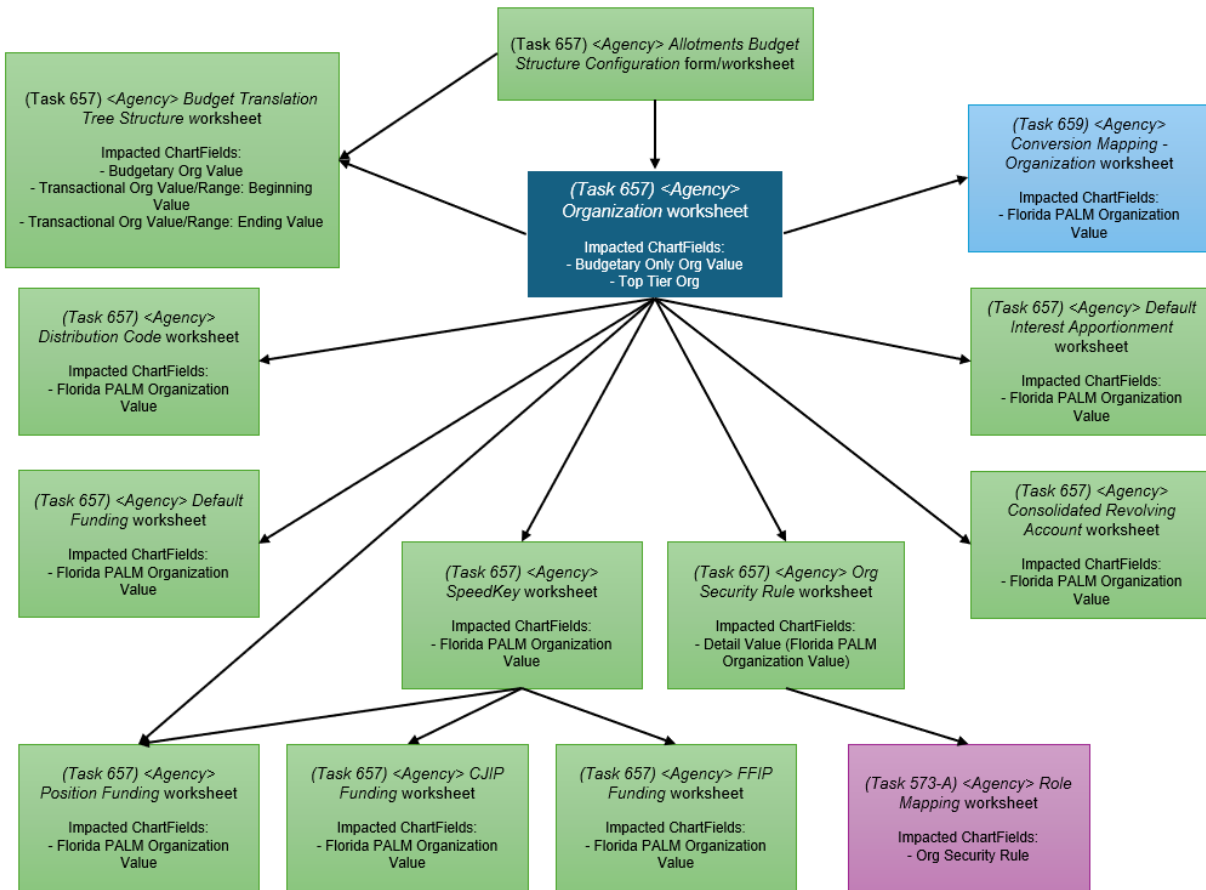 (Task 657) <Agency> Allotments Budget
Structure Configuration form/worksheet
(Task 657) <Agency> Budget Translation
Tree Structure worksheet
Impacted ChartFields:
- Budgetary Org Value
- Transactional Org Value/Range: Beginning
Value
- Transactional Org Value/Range: Ending Value
(Task 657) <Agency>
Organization worksheet
Impacted ChartFields:
- Budgetary Only Org Value
- Top Tier Org
(Task 659) <Agency>
Conversion Mapping -
Organization worksheet
Impacted ChartFields:
- Florida PALM Organization
Value
(Task 657) <Agency>
Distribution Code worksheet
Impacted ChartFields:
- Florida PALM Organization
Value
(Task 657) <Agency> Default
Interest Apportionment
worksheet
Impacted ChartFields:
- Florida PALM Organization
Value
(Task 657) <Agency> Default
Funding worksheet
Impacted ChartFields:
- Florida PALM Organization
Value
(Task 657) <Agency>
Consolidated Revolving
Account worksheet
Impacted ChartFields:
- Florida PALM Organization
Value
(Task 657) <Agency>
SpeedKey worksheet
Impacted ChartFields:
- Florida PALM Organization
Value
(Task 657) <Agency> Org
Security Rule worksheet
Impacted ChartFields:
- Detail Value (Florida PALM
Organization Value)
(Task 657) <Agency>
Position Funding worksheet
Impacted ChartFields:
- Florida PALM Organization
Value
(Task 657) <Agency> CJIP
Funding worksheet
Impacted ChartFields:
- Florida PALM Organization
Value
(Task 657) <Agency> FFIP
Funding worksheet
Impacted ChartFields:
- Florida PALM Organization
Value
(Task 573-A) <Agency> Role
Mapping worksheet
Impacted ChartFields:
- Org Security Rule